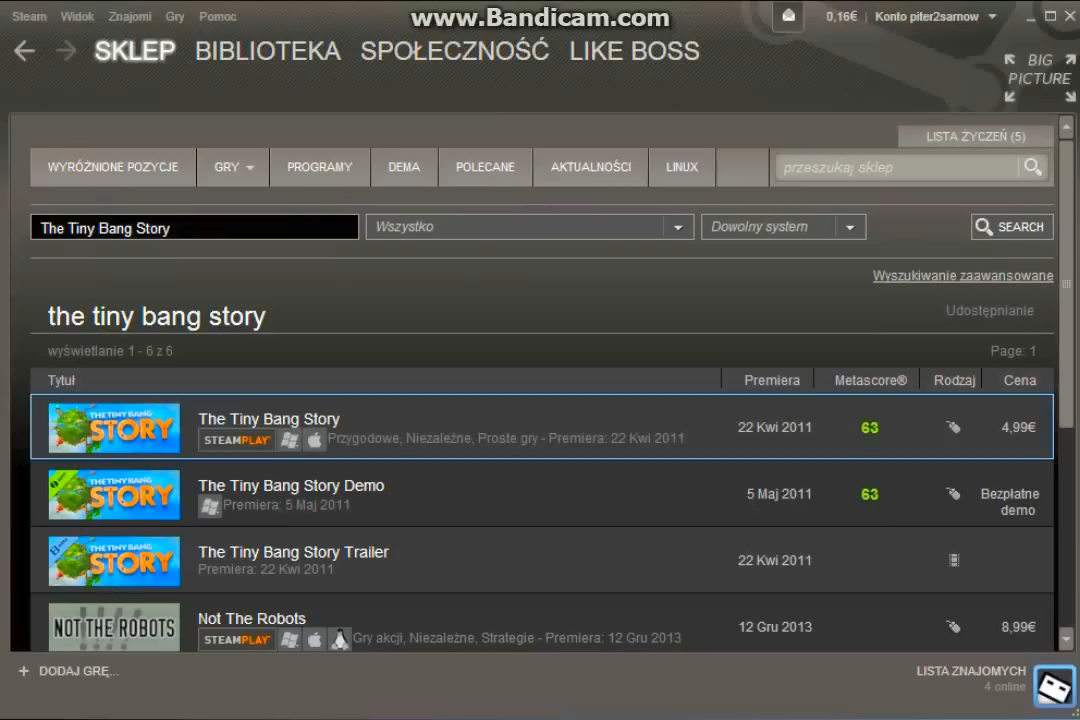 www.Bandicam.com
Steam Widok Znajomi Gry Pomoc
0,16€ Konto piter2sarnow
SKLEP BIBLIOTEKA SPOŁECZNOŚĆ LIKE BOSS
BIG PICTURE
LISTA ŻYCZEŃ (5)
WYRÓŻNIONE POZYCJE GRY PROGRAMY DEMA POLECANE AKTUALNOŚCI LINUX przeszukaj sklep
The Tiny Bang Story Wszystko Dowolny system SEARCH
Wyszukiwanie zaawansowane
the tiny bang story Udostępnianie
wyświetlanie 1 - 6 z 6 Page: 1
Tytuł Premiera Metascore® Rodzaj Cena
THE TINY BANG STORY
The Tiny Bang Story
STEAMPLAY Przygodowe, Niezależne, Proste gry - Premiera: 22 Kwi 2011
22 Kwi 2011 63 4,99€
THE TINY BANG STORY
The Tiny Bang Story Demo
Premiera: 5 Maj 2011
5 Maj 2011 63 Bezpłatne demo
THE TINY BANG STORY
The Tiny Bang Story Trailer
Premiera: 22 Kwi 2011
22 Kwi 2011
NOT THE ROBOTS
Not The Robots
STEAMPLAY Gry akcji, Niezależne, Strategie - Premiera: 12 Gru 2013
12 Gru 2013 8,99€
+ DODAJ GRĘ...
LISTA ZNAJOMYCH
4 online